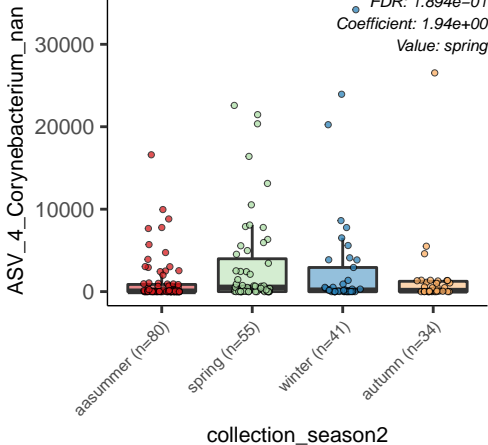 FDR: 1.894e−01
Coefficient: 1.94e+00
Value: spring
ASV_4_Corynebacterium_nan
30000
20000
10000
0
aasummer (n=80)
spring (n=55)
winter (n=41)
autumn (n=34)
collection_season2